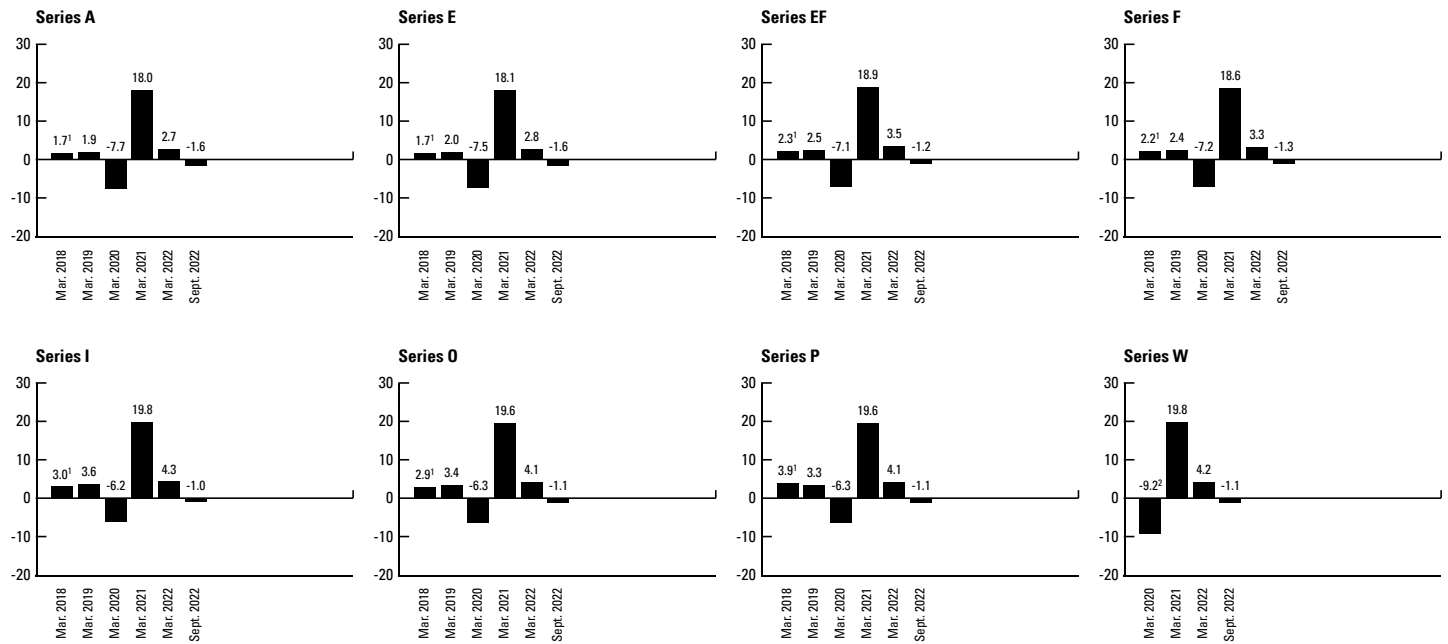 Series A
30
20
10
0
-10
-20
1.7¹ 1.9 -7.7 18.0 2.7 -1.6
Mar. 2018
Mar. 2019
Mar. 2020
Mar. 2021
Mar. 2022
Sept. 2022
Series E
30
20
10
0
-10
-20
1.7¹ 2.0 -7.5 18.1 2.8 -1.6
Mar. 2018
Mar. 2019
Mar. 2020
Mar. 2021
Mar. 2022
Sept. 2022
Series EF
30
20
10
0
-10
-20
2.3¹ 2.5 -7.1 18.9 3.5 -1.2
Mar. 2018
Mar. 2019
Mar. 2020
Mar. 2021
Mar. 2022
Sept. 2022
Series F
30
20
10
0
-10
-20
2.2¹ 2.4 -7.2 18.6 3.3 -1.3
Mar. 2018
Mar. 2019
Mar. 2020
Mar. 2021
Mar. 2022
Sept. 2022
Series I
30
20
10
0
-10
-20
3.0¹ 3.6 -6.2 19.8 4.3 -1.0
Mar. 2018
Mar. 2019
Mar. 2020
Mar. 2021
Mar. 2022
Sept. 2022
Series O
30
20
10
0
-10
-20
2.9¹ 3.4 -6.3 19.6 4.1 -1.1
Mar. 2018
Mar. 2019
Mar. 2020
Mar. 2021
Mar. 2022
Sept. 2022
Series P
30
20
10
0
-10
-20
3.9¹ 3.3 -6.3 19.6 4.1 -1.1
Mar. 2018
Mar. 2019
Mar. 2020
Mar. 2021
Mar. 2022
Sept. 2022
Series W
30
20
10
0
-10
-20
-9.2² 19.8 4.2 -1.1
Mar. 2020
Mar. 2021
Mar. 2022
Sept. 2022